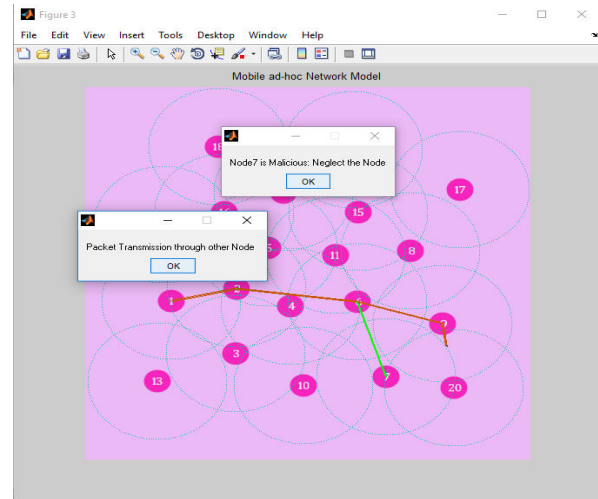 Figure 3
File Edit View Insert Tools Desktop Window Help
Mobile ad-hoc Network Model
18
Node7 is Malicious: Neglect the Node
OK
17
15
Packet Transmission through other Node
OK
5
11
8
1
2
4
6
9
3
13
10
7
20